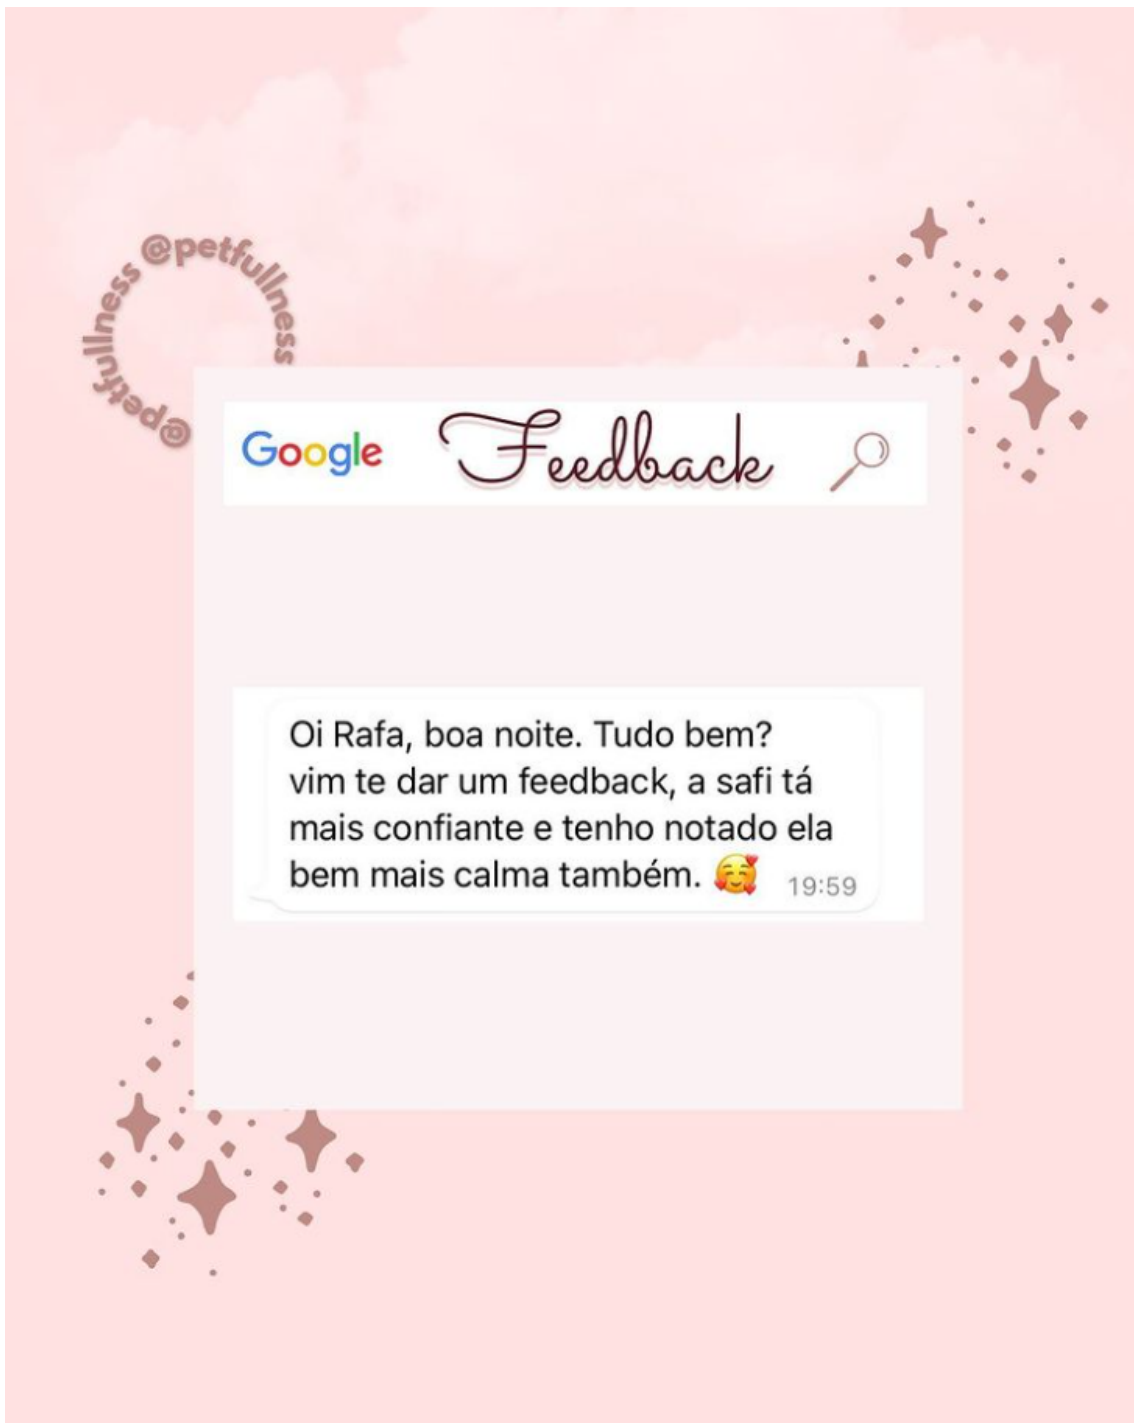 @petfullness @petfullness
Google Feedback
Oi Rafa, boa noite. Tudo bem?
vim te dar um feedback, a safi tá
mais confiante e tenho notado ela
bem mais calma também. 🥰 19:59